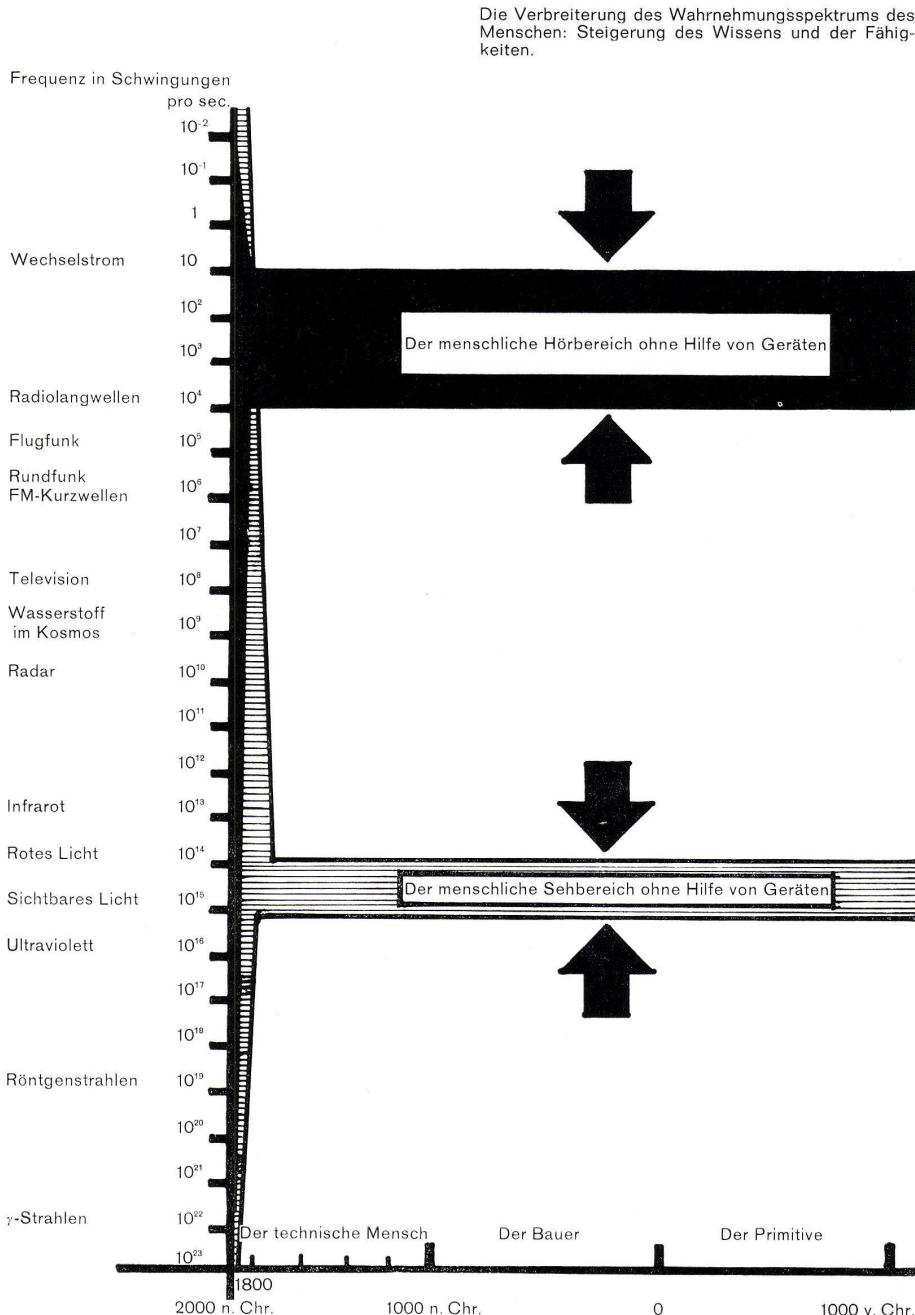 Die Verbreiterung des Wahrnehmungsspektrums des
Menschen: Steigerung des Wissens und der Fähig-
keiten.
Frequenz in Schwingungen
pro sec.
10⁻²
10⁻¹
1
Wechselstrom 10
10²
Der menschliche Hörbereich ohne Hilfe von Geräten
10³
Radiolangwellen 10⁴
Flugfunk 10⁵
Rundfunk
FM-Kurzwellen 10⁶
10⁷
Television 10⁸
Wasserstoff
im Kosmos 10⁹
Radar 10¹⁰
10¹¹
10¹²
Infrarot 10¹³
Rotes Licht 10¹⁴
Der menschliche Sehbereich ohne Hilfe von Geräten
Sichtbares Licht 10¹⁵
Ultraviolett 10¹⁶
10¹⁷
10¹⁸
Röntgenstrahlen 10¹⁹
10²⁰
10²¹
γ-Strahlen 10²²
Der technische Mensch Der Bauer Der Primitive
10²³
1800
2000 n. Chr. 1000 n. Chr. 0 1000 v. Chr.